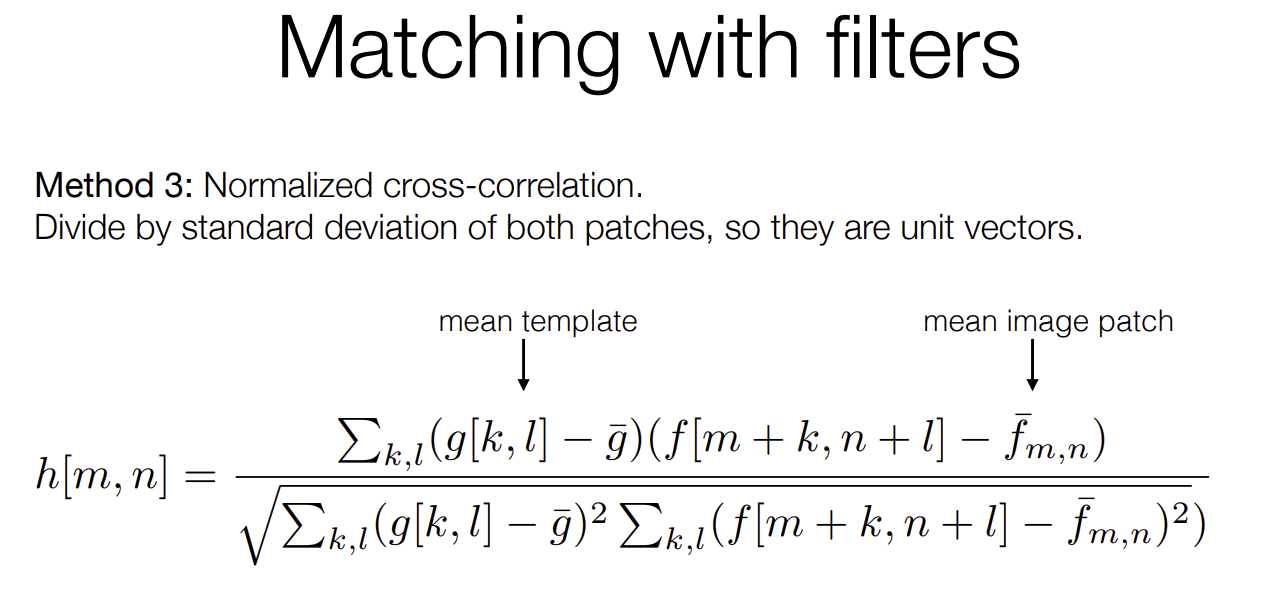 Matching with filters
Method 3: Normalized cross-correlation.
Divide by standard deviation of both patches, so they are unit vectors.
mean template mean image patch
h[m, n] = \frac{\sum_{k,l}(g[k, l] - \bar{g})(f[m + k, n + l] - \bar{f}_{m,n})}{\sqrt{\sum_{k,l}(g[k, l] - \bar{g})^2 \sum_{k,l}(f[m + k, n + l] - \bar{f}_{m,n})^2})}